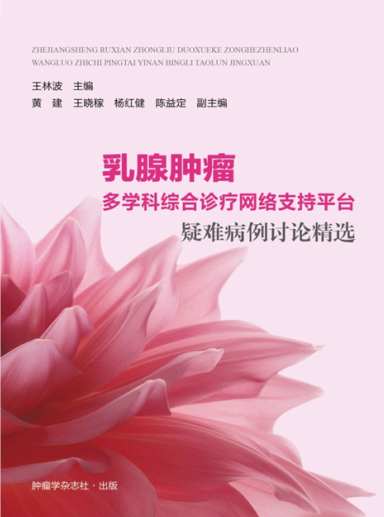 ZHEJIANGSHENG RUXIAN ZHONGLIU DUOXUEKE ZONGHEZHENLIAO
WANGLUO ZHICHI PINGTAI YINAN BINGLI TAOLUN JINGXUAN
王林波 主编
黄 建 王晓稼 杨红健 陈益定 副主编
乳腺肿瘤
多学科综合诊疗网络支持平台
疑难病例讨论精选
肿瘤学杂志社·出版